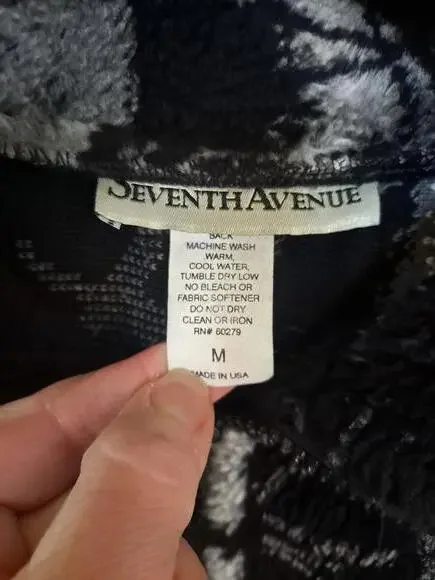 SEVENTH AVENUE
BACK
MACHINE WASH
WARM,
COOL WATER,
TUMBLE DRY LOW
NO BLEACH OR
FABRIC SOFTENER
DO NOT DRY
CLEAN OR IRON
RN# 60279
M
MADE IN USA